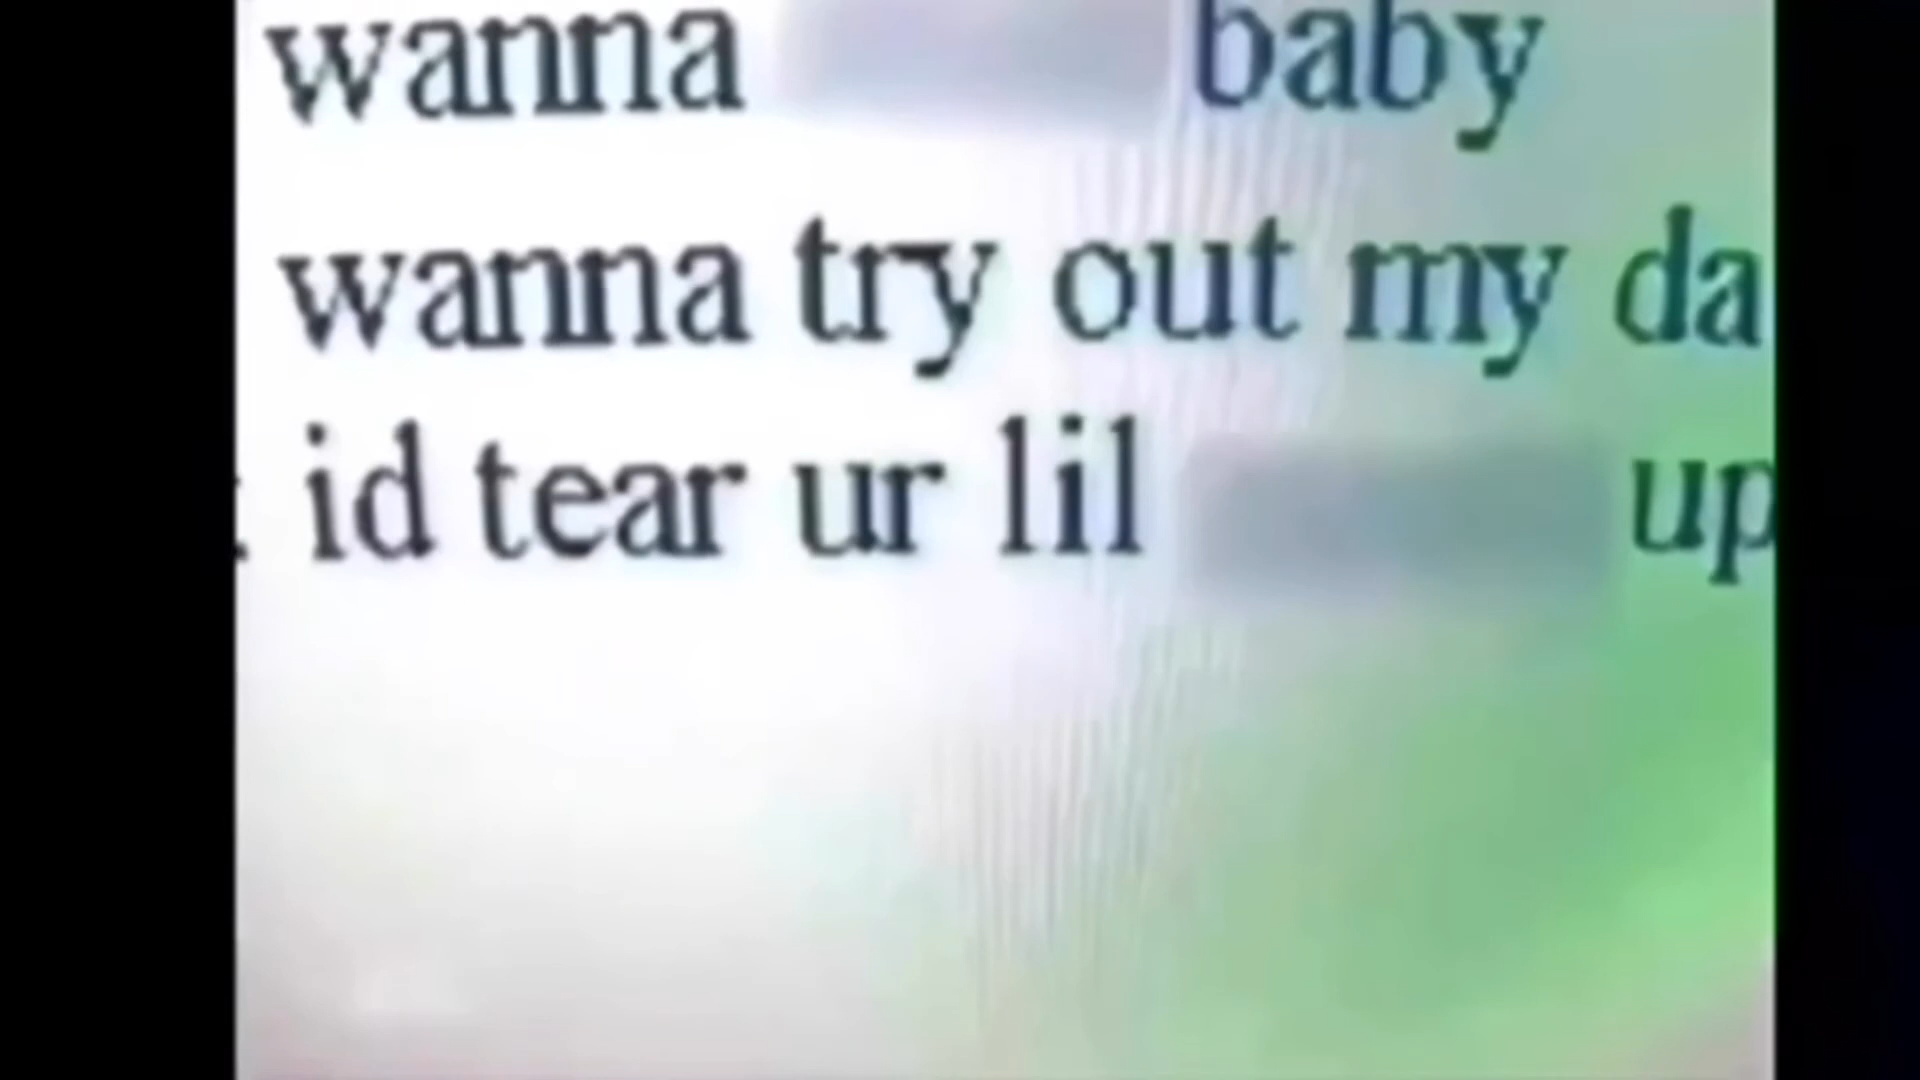 wanna baby
wanna try out my da
: id tear ur lil up